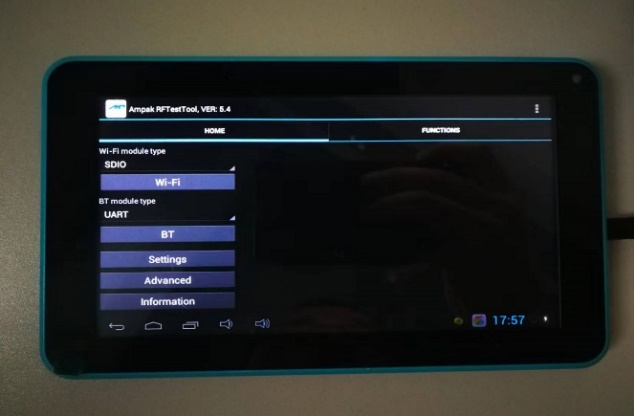 Ampak RFTestTool, VER: 5.4
HOME
FUNCTIONS
Wi-Fi module type
SDIO
Wi-Fi
BT module type
UART
BT
Settings
Advanced
Information
17:57